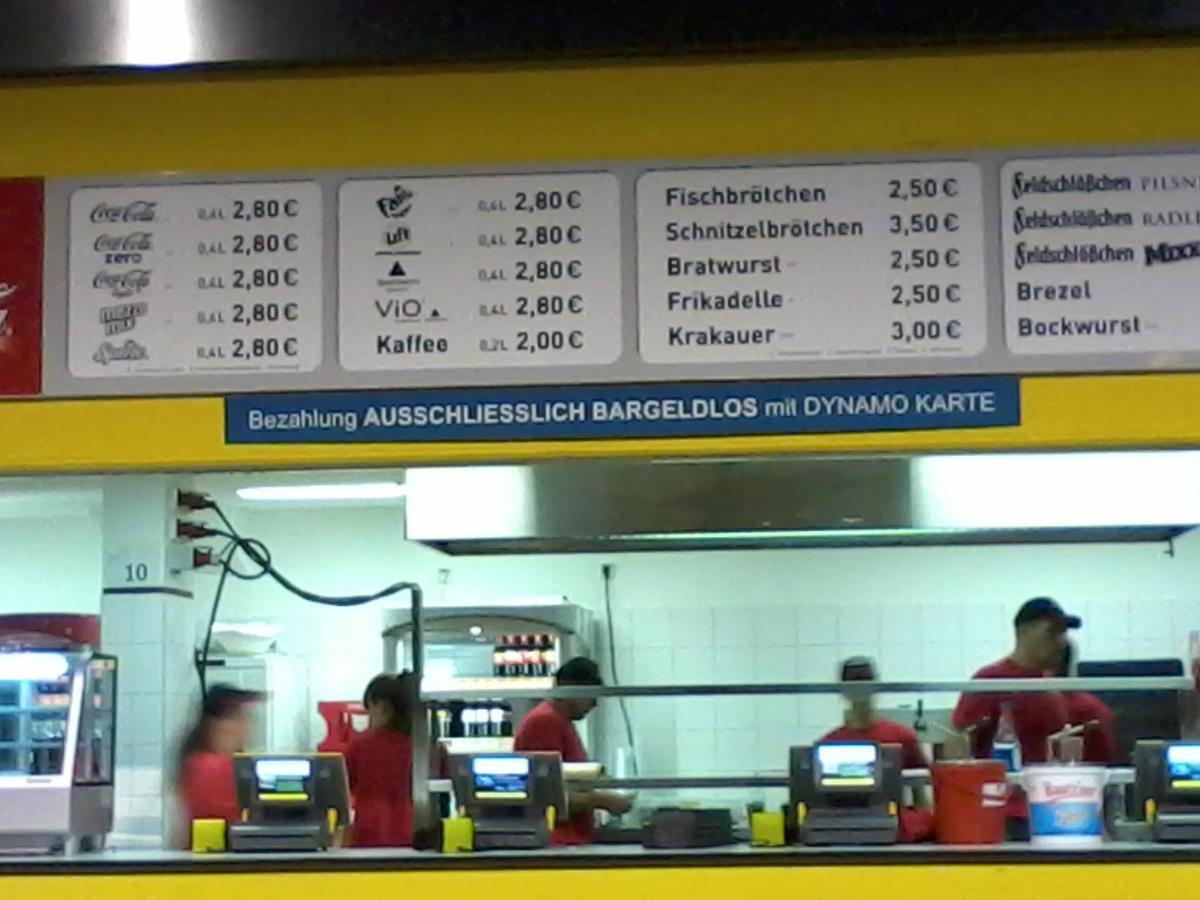 Coca-Cola 0,4L 2,80 €
Coca-Cola zero 0,4L 2,80 €
Coca-Cola 0,4L 2,80 €
mezzo mix 0,4L 2,80 €
Sprite 0,4L 2,80 €
Fanta 0,4L 2,80 €
lift 0,4L 2,80 €
0,4L 2,80 €
ViO 0,4L 2,80 €
Kaffee 0,2L 2,00 €
Fischbrötchen 2,50 €
Schnitzelbrötchen 3,50 €
Bratwurst 2,50 €
Frikadelle 2,50 €
Krakauer 3,00 €
Feldschlößchen PILSN
Feldschlößchen RADL
Feldschlößchen Mixx
Brezel
Bockwurst
Bezahlung AUSSCHLIESSLICH BARGELDLOS mit DYNAMO KARTE
10